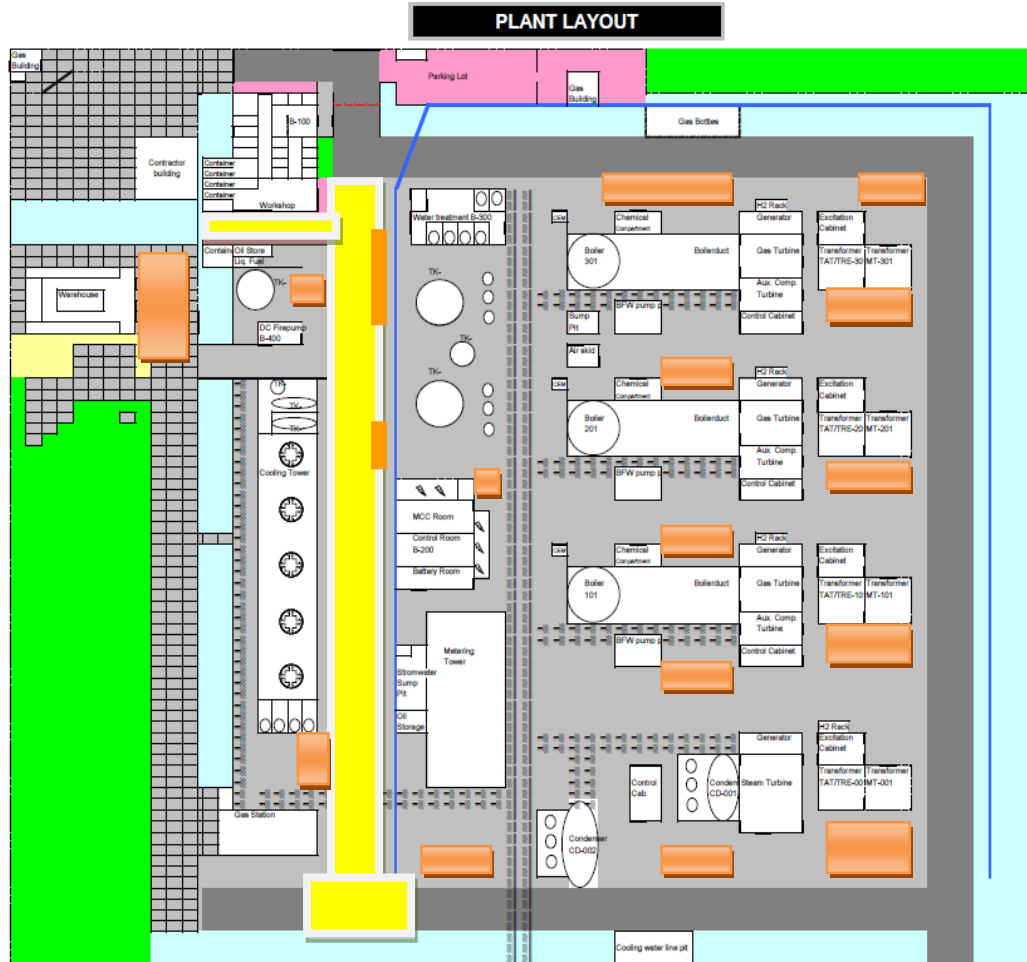 PLANT LAYOUT
Gas
Building
Parking Lot
Gas
Building
Gas Bottles
B-100
Contractor
building
Container
Container
Container
Container
Workshop
Water treatment B-300
Contain
Oil Store
Liq. Fuel
TK-
DC Firepump
B-400
Warehouse
TK-
TK-
TK-
TK-
TK-
Cooling Tower
MCC Room
Control Room
B-200
Battery Room
Metering
Tower
Stromwater
Sump
Pit
Oil
Storage
Gas Station
CEM
Chemical
Compartment
H2 Rack
Generator
Excitation
Cabinet
Boiler
301
Boilerduct
Gas Turbine
Transformer
TAT/TRE-30
Transformer
MT-301
Aux. Comp.
Turbine
BFW pump p
Control Cabinet
Sump
Pit
Air skid
CEM
Chemical
Compartment
H2 Rack
Generator
Excitation
Cabinet
Boiler
201
Boilerduct
Gas Turbine
Transformer
TAT/TRE-20
Transformer
MT-201
Aux. Comp.
Turbine
BFW pump p
Control Cabinet
CEM
Chemical
Compartment
H2 Rack
Generator
Excitation
Cabinet
Boiler
101
Boilerduct
Gas Turbine
Transformer
TAT/TRE-10
Transformer
MT-101
Aux. Comp.
Turbine
BFW pump p
Control Cabinet
H2 Rack
Generator
Excitation
Cabinet
Control
Cab.
Conden
CD-001
Steam Turbine
Transformer
TAT/TRE-00
Transformer
MT-001
Condenser
CD-002
Cooling water line pit